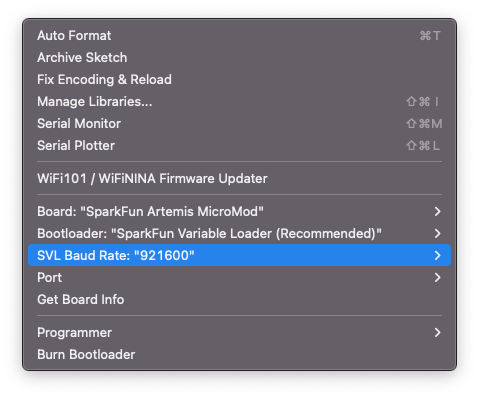 Auto Format ⌘T
Archive Sketch
Fix Encoding & Reload
Manage Libraries... ⇧⌘I
Serial Monitor ⇧⌘M
Serial Plotter ⇧⌘L
WiFi101 / WiFiNINA Firmware Updater
Board: "SparkFun Artemis MicroMod"
Bootloader: "SparkFun Variable Loader (Recommended)"
SVL Baud Rate: "921600"
Port
Get Board Info
Programmer
Burn Bootloader